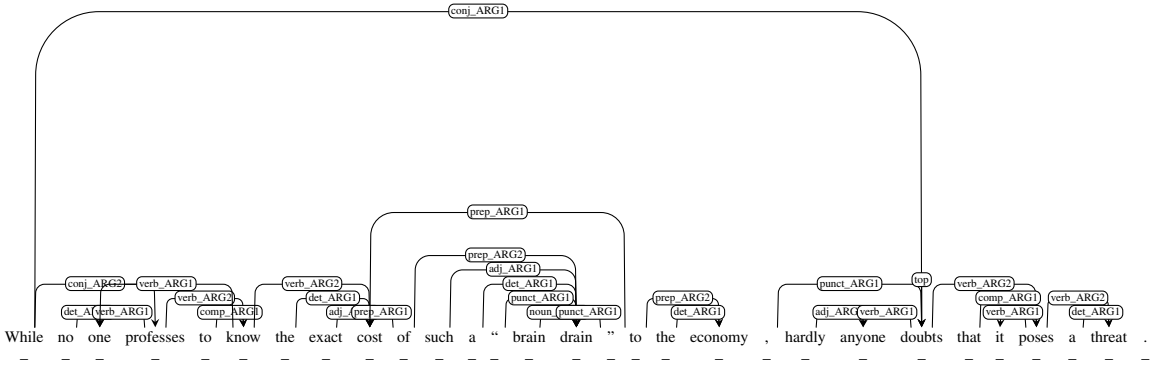 conj_ARG1
prep_ARG1
prep_ARG2
adj_ARG1
conj_ARG2 verb_ARG1 verb_ARG2 det_ARG1 punct_ARG1 top verb_ARG2
verb_ARG2 det_ARG1 punct_ARG1 prep_ARG2 comp_ARG1 verb_ARG2
det_A verb_ARG1 comp_ARG1 adj_ prep_ARG1 noun_ punct_ARG1 det_ARG1 adj_ARG verb_ARG1 verb_ARG1 det_ARG1
While no one professes to know the exact cost of such a “ brain drain ” to the economy , hardly anyone doubts that it poses a threat .
_ _ _ _ _ _ _ _ _ _ _ _ _ _ _ _ _ _ _ _ _ _ _ _ _ _ _ _ _